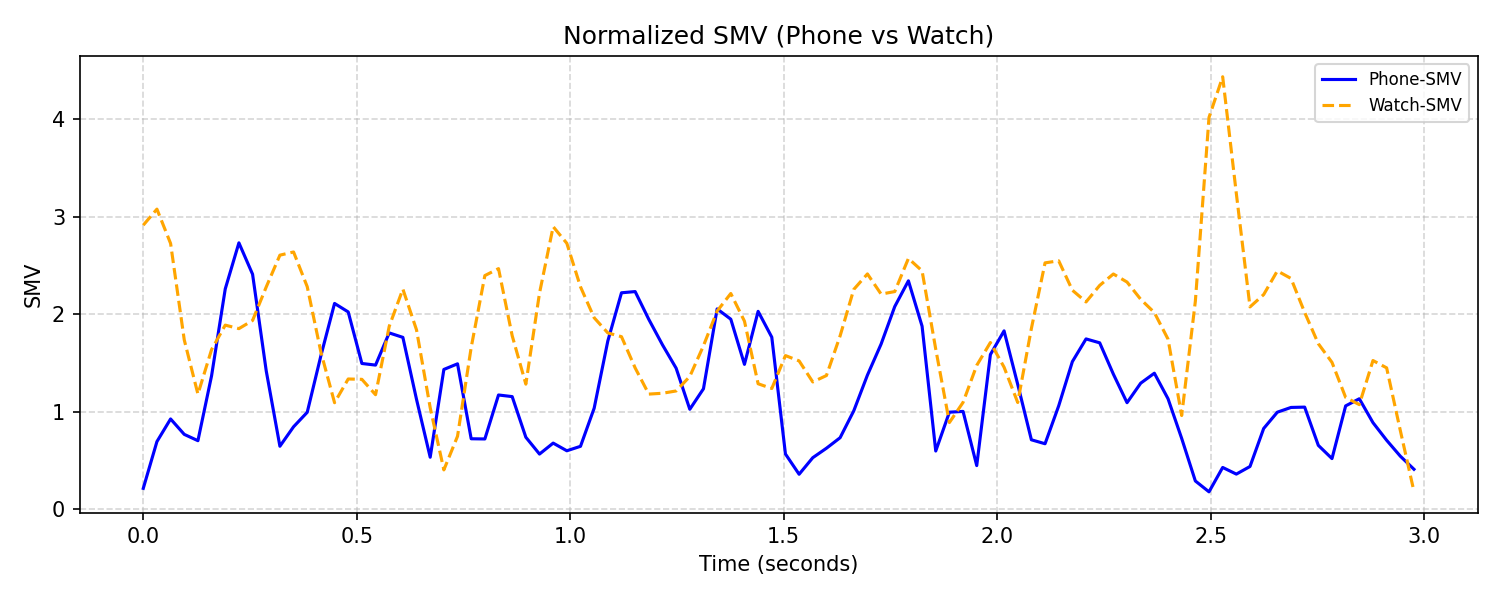 Normalized SMV (Phone vs Watch)
Phone-SMV
Watch-SMV
SMV
4
3
2
1
0
0.0 0.5 1.0 1.5 2.0 2.5 3.0
Time (seconds)